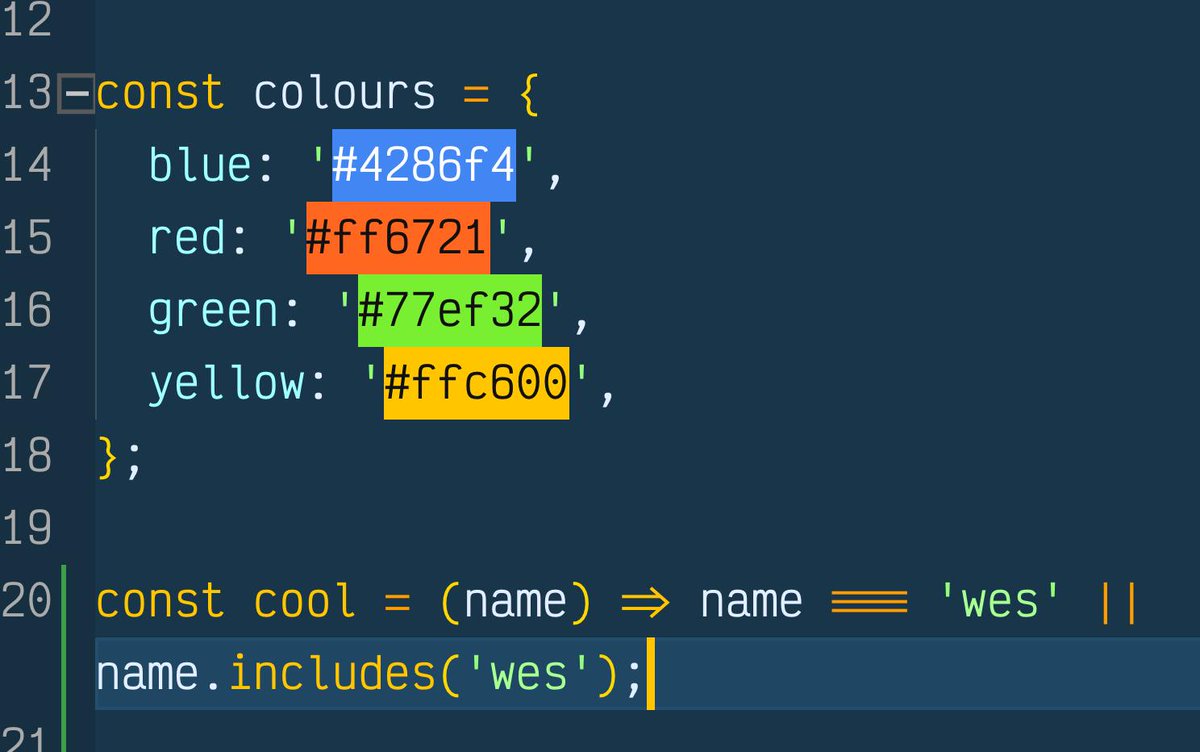 12
13 const colours = {
14 blue: '#4286f4',
15 red: '#ff6721',
16 green: '#77ef32',
17 yellow: '#ffc600',
18 };
19
20 const cool = (name) => name === 'wes' ||
name.includes('wes');
21